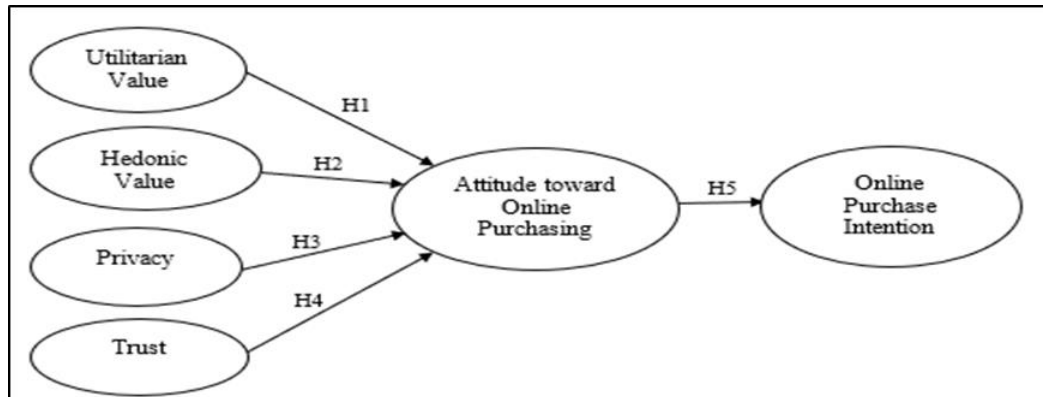 Utilitarian
Value
H1
Hedonic
Value
H2
Privacy
H3
Trust
H4
Attitude toward
Online
Purchasing
H5
Online
Purchase
Intention